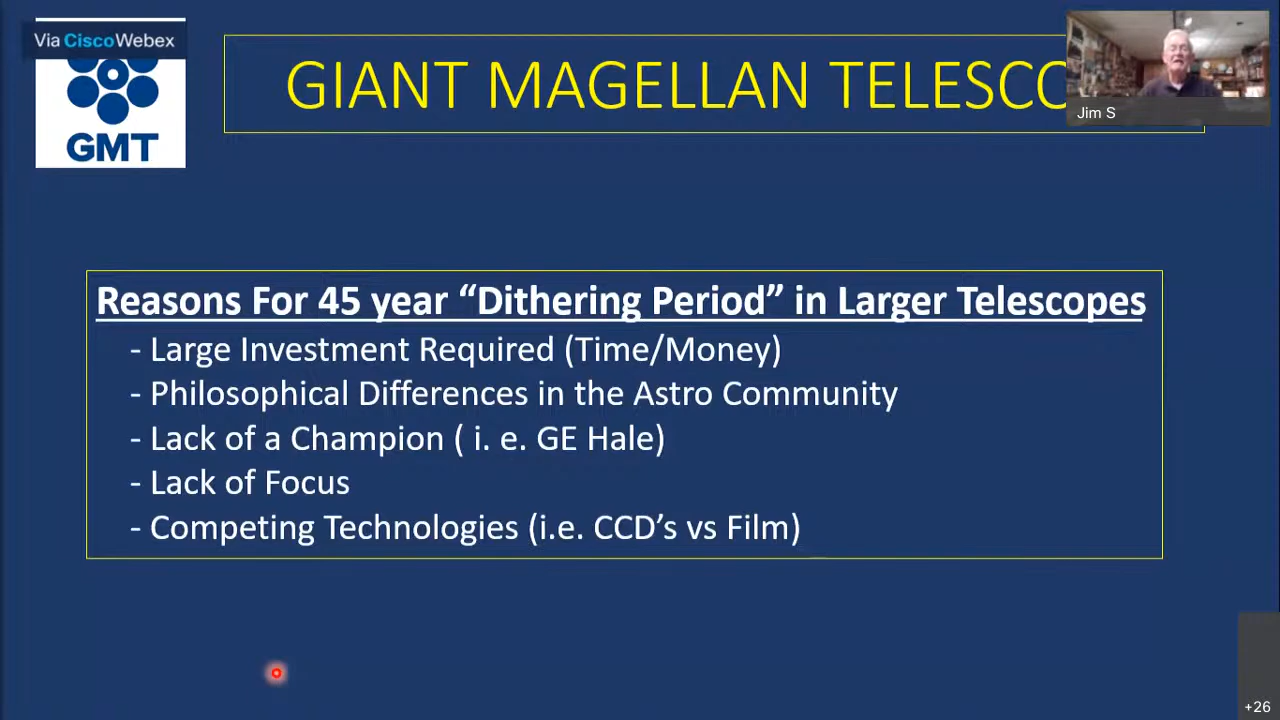 Via CiscoWebex
GMT
GIANT MAGELLAN TELESCO
Jim S
Reasons For 45 year “Dithering Period” in Larger Telescopes
- Large Investment Required (Time/Money)
- Philosophical Differences in the Astro Community
- Lack of a Champion ( i. e. GE Hale)
- Lack of Focus
- Competing Technologies (i.e. CCD’s vs Film)
+26